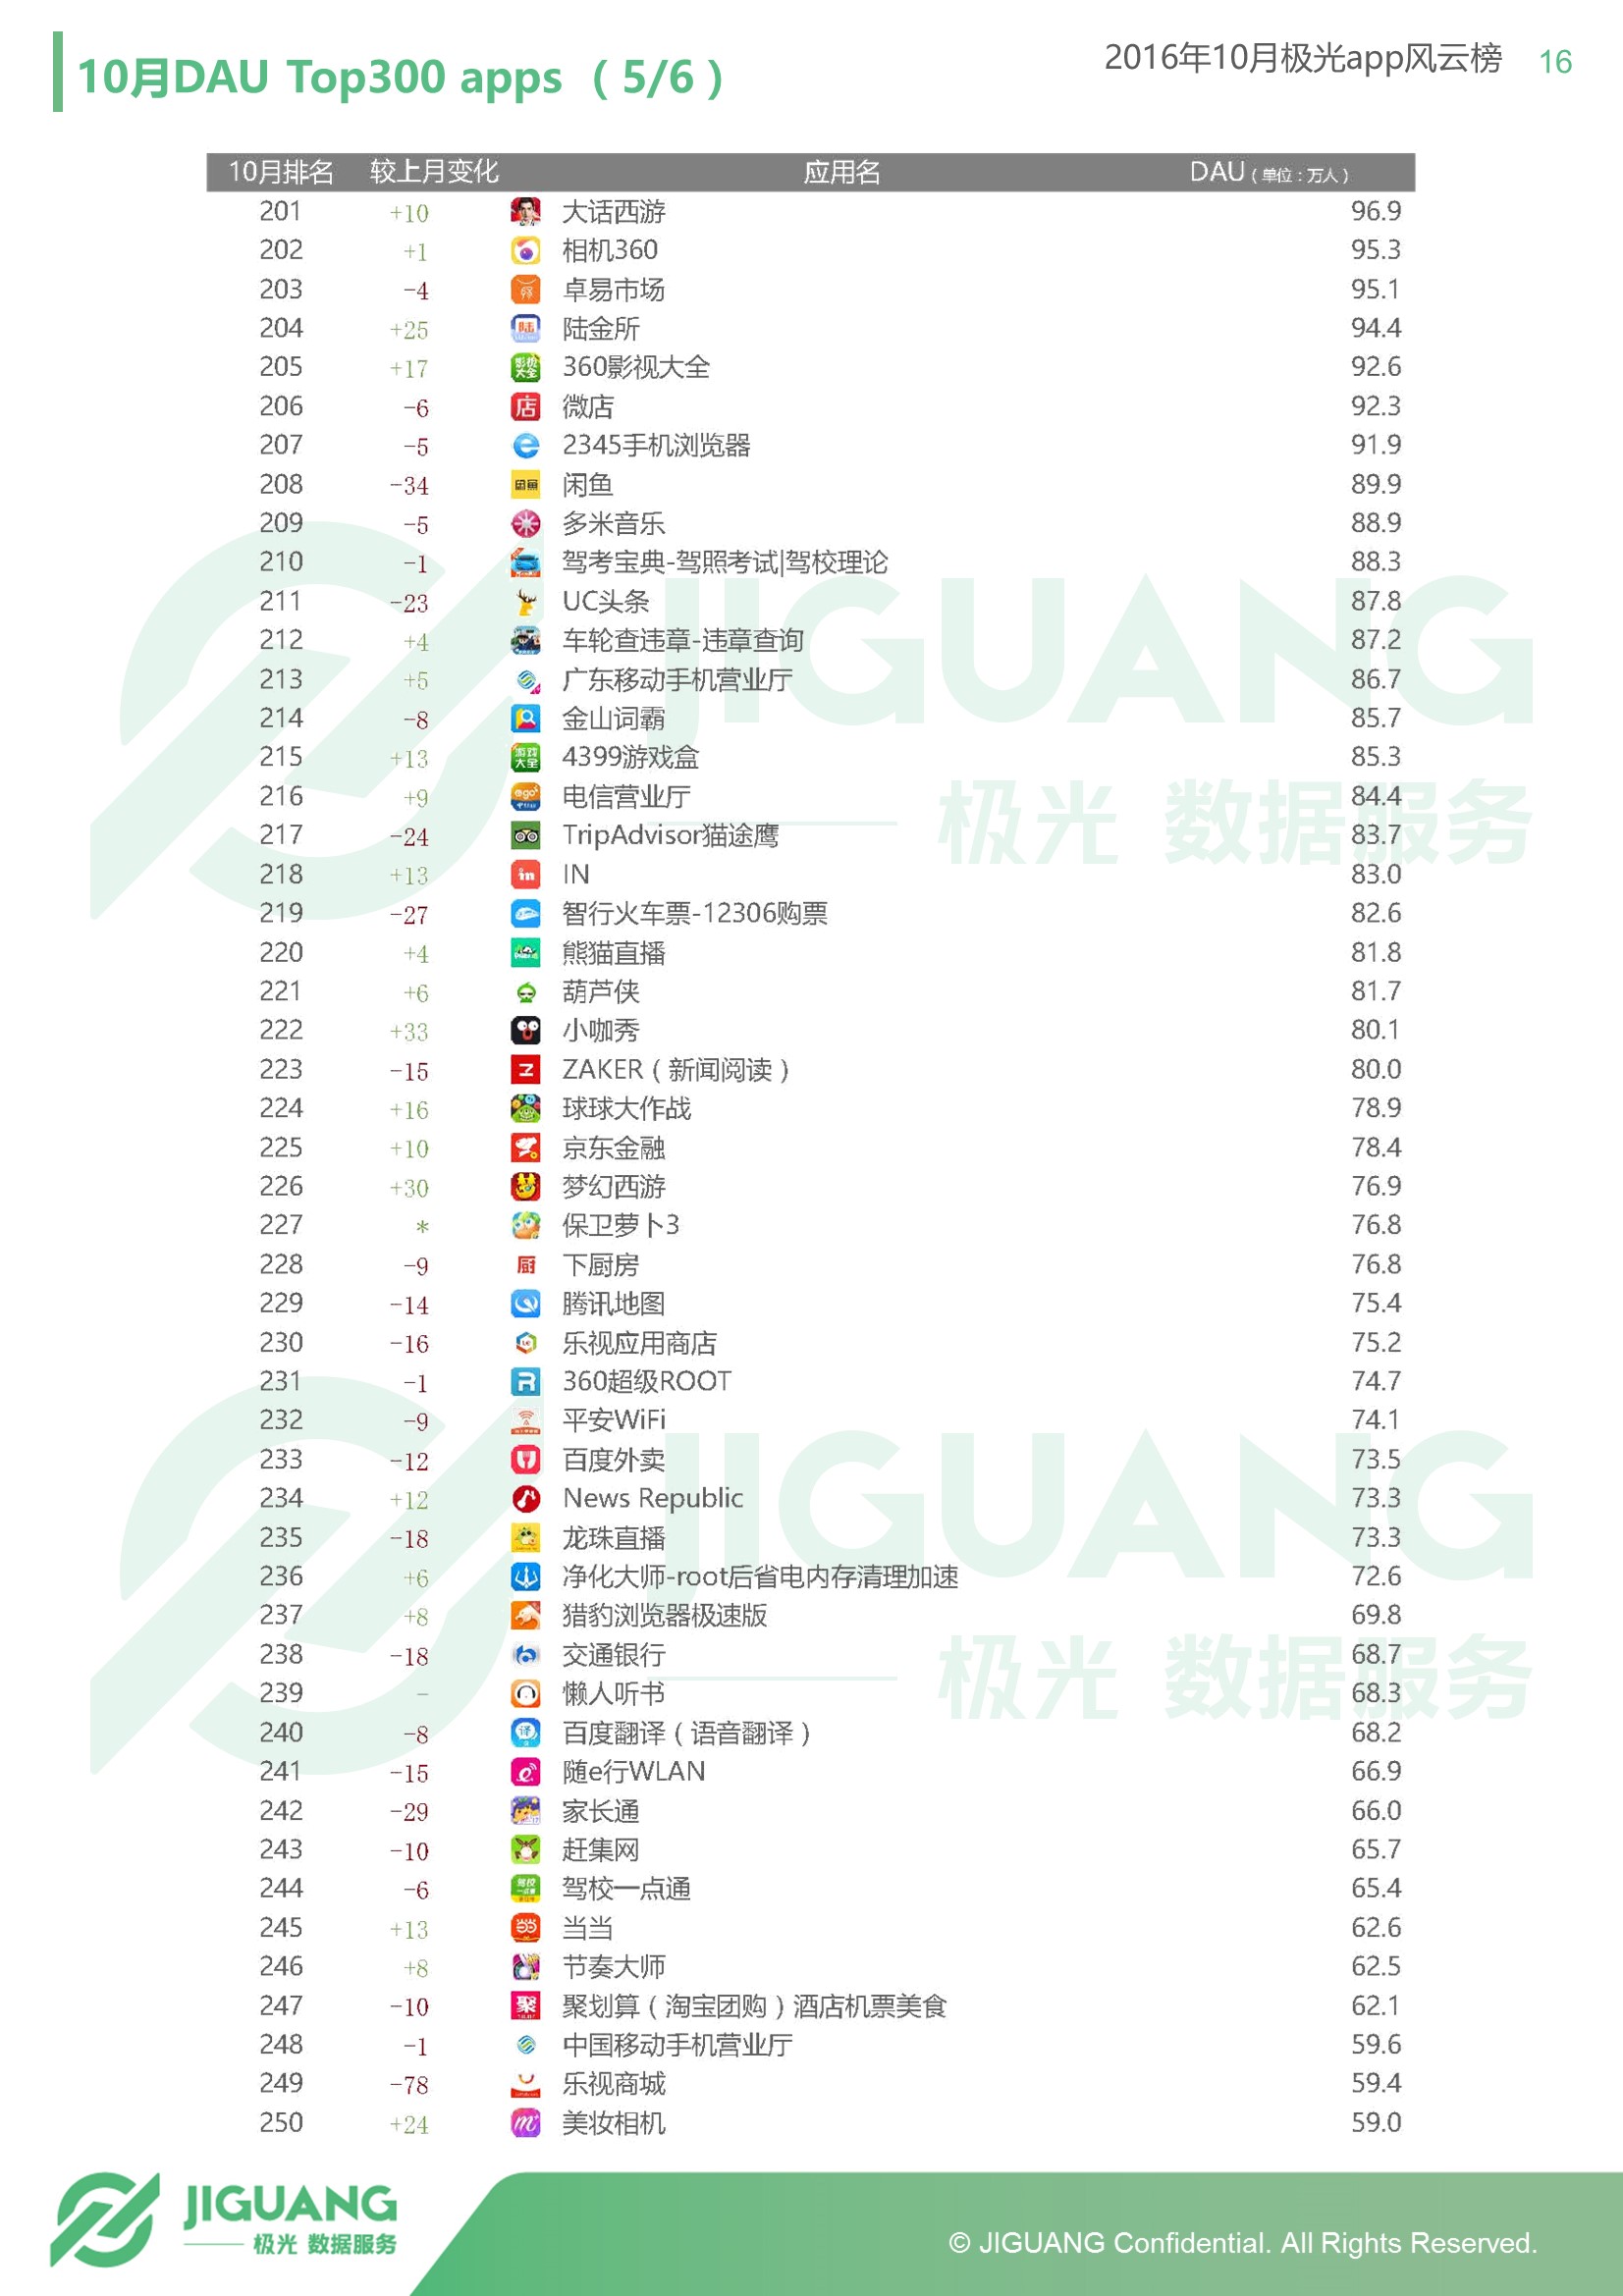 10月DAU Top300 apps （5/6）
2016年10月极光app风云榜 16
10月排名 较上月变化 应用名 DAU（单位：万人）
201 +10 大话西游 96.9
202 +1 相机360 95.3
203 -4 卓易市场 95.1
204 +25 陆金所 94.4
205 +17 360影视大全 92.6
206 -6 微店 92.3
207 -5 2345手机浏览器 91.9
208 -34 闲鱼 89.9
209 -5 多米音乐 88.9
210 -1 驾考宝典-驾照考试|驾校理论 88.3
211 -23 UC头条 87.8
212 +4 车轮查违章-违章查询 87.2
213 +5 广东移动手机营业厅 86.7
214 -8 金山词霸 85.7
215 +13 4399游戏盒 85.3
216 +9 电信营业厅 84.4
217 -24 TripAdvisor猫途鹰 83.7
218 +13 IN 83.0
219 -27 智行火车票-12306购票 82.6
220 +4 熊猫直播 81.8
221 +6 葫芦侠 81.7
222 +33 小咖秀 80.1
223 -15 ZAKER（新闻阅读） 80.0
224 +16 球球大作战 78.9
225 +10 京东金融 78.4
226 +30 梦幻西游 76.9
227 * 保卫萝卜3 76.8
228 -9 下厨房 76.8
229 -14 腾讯地图 75.4
230 -16 乐视应用商店 75.2
231 -1 360超级ROOT 74.7
232 -9 平安WiFi 74.1
233 -12 百度外卖 73.5
234 +12 News Republic 73.3
235 -18 龙珠直播 73.3
236 +6 净化大师-root后省电内存清理加速 72.6
237 +8 猎豹浏览器极速版 69.8
238 -18 交通银行 68.7
239 - 懒人听书 68.3
240 -8 百度翻译（语音翻译） 68.2
241 -15 随e行WLAN 66.9
242 -29 家长通 66.0
243 -10 赶集网 65.7
244 -6 驾校一点通 65.4
245 +13 当当 62.6
246 +8 节奏大师 62.5
247 -10 聚划算（淘宝团购）酒店机票美食 62.1
248 -1 中国移动手机营业厅 59.6
249 -78 乐视商城 59.4
250 +24 美妆相机 59.0
JIGUANG
极光 数据服务
JIGUANG
极光 数据服务
JIGUANG
极光 数据服务
© JIGUANG Confidential. All Rights Reserved.